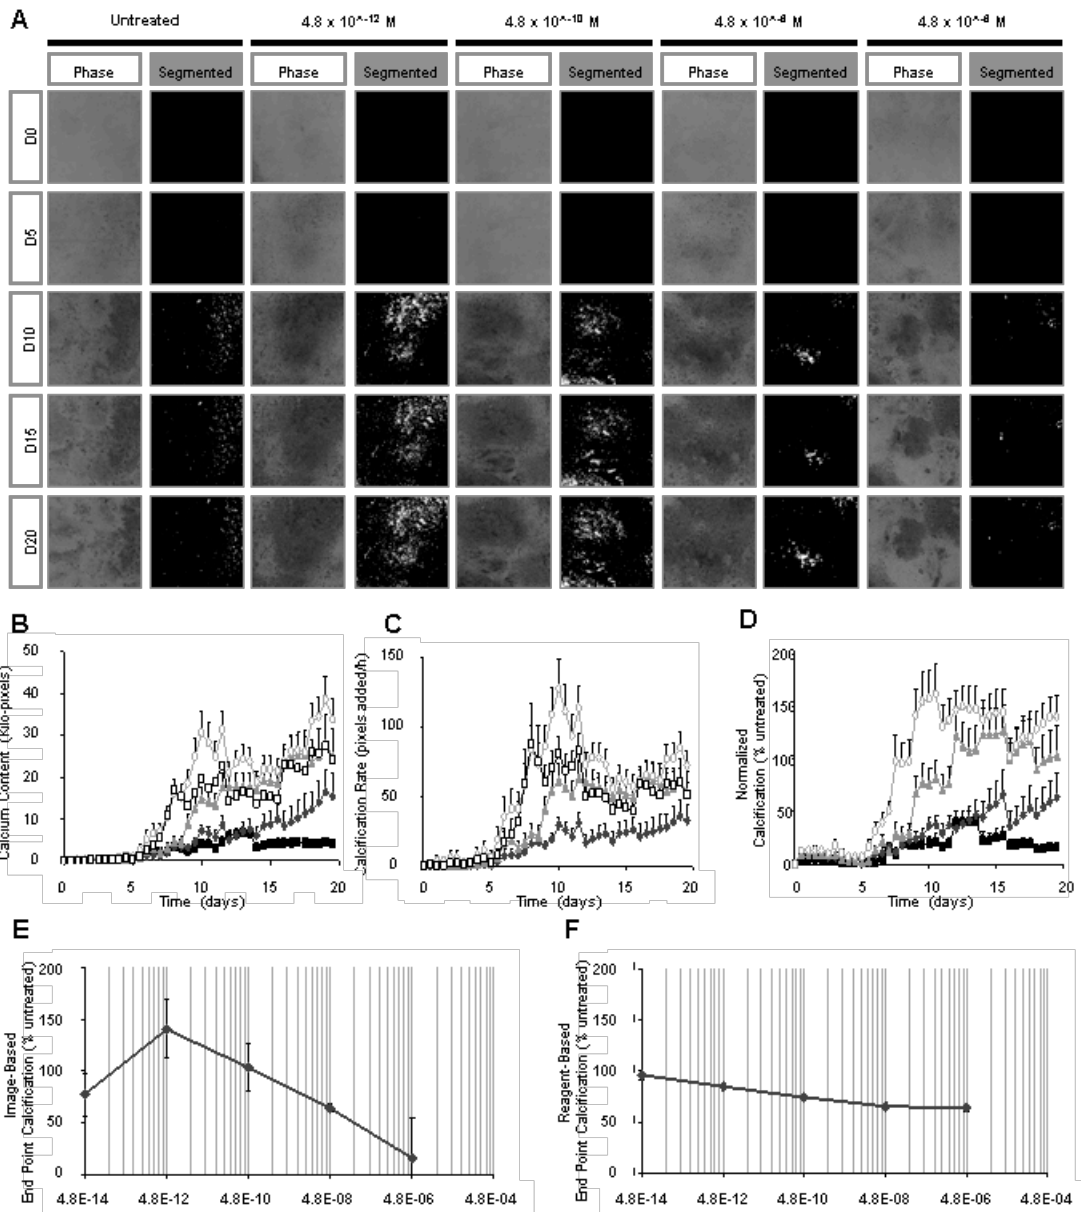 A
Untreated 4.8 x 10^-12 M 4.8 x 10^-10 M 4.8 x 10^-8 M 4.8 x 10^-6 M
Phase Segmented Phase Segmented Phase Segmented Phase Segmented Phase Segmented
D0
D5
D10
D15
D20
B
Calcium Content (Kilo-pixels)
50
40
30
20
10
0
0 5 10 15 20
Time (days)
C
Calcification Rate (pixels added/h)
150
100
50
0
0 5 10 15 20
Time (days)
D
Normalized
Calcification (% untreated)
200
150
100
50
0
0 5 10 15 20
Time (days)
E
Image-Based
End Point Calcification (% untreated)
200
150
100
50
0
4.8E-14 4.8E-12 4.8E-10 4.8E-08 4.8E-06 4.8E-04
F
Reagent-Based
End Point Calcification (% untreated)
200
150
100
50
0
4.8E-14 4.8E-12 4.8E-10 4.8E-08 4.8E-06 4.8E-04